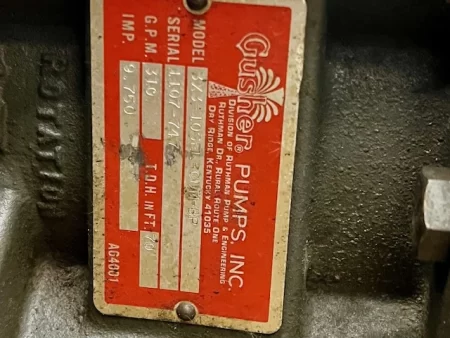 Gusher® PUMPS, INC.
DIVISION OF RUTHMAN PUMP & ENGINEERING
RUTHMAN DR., RURAL ROUTE ONE
DRY RIDGE, KENTUCKY 41035
MODEL
SERIAL
G.P.M. 310 T.D.H. IN FT.
IMP. 9.750
AG4001
ROTATION